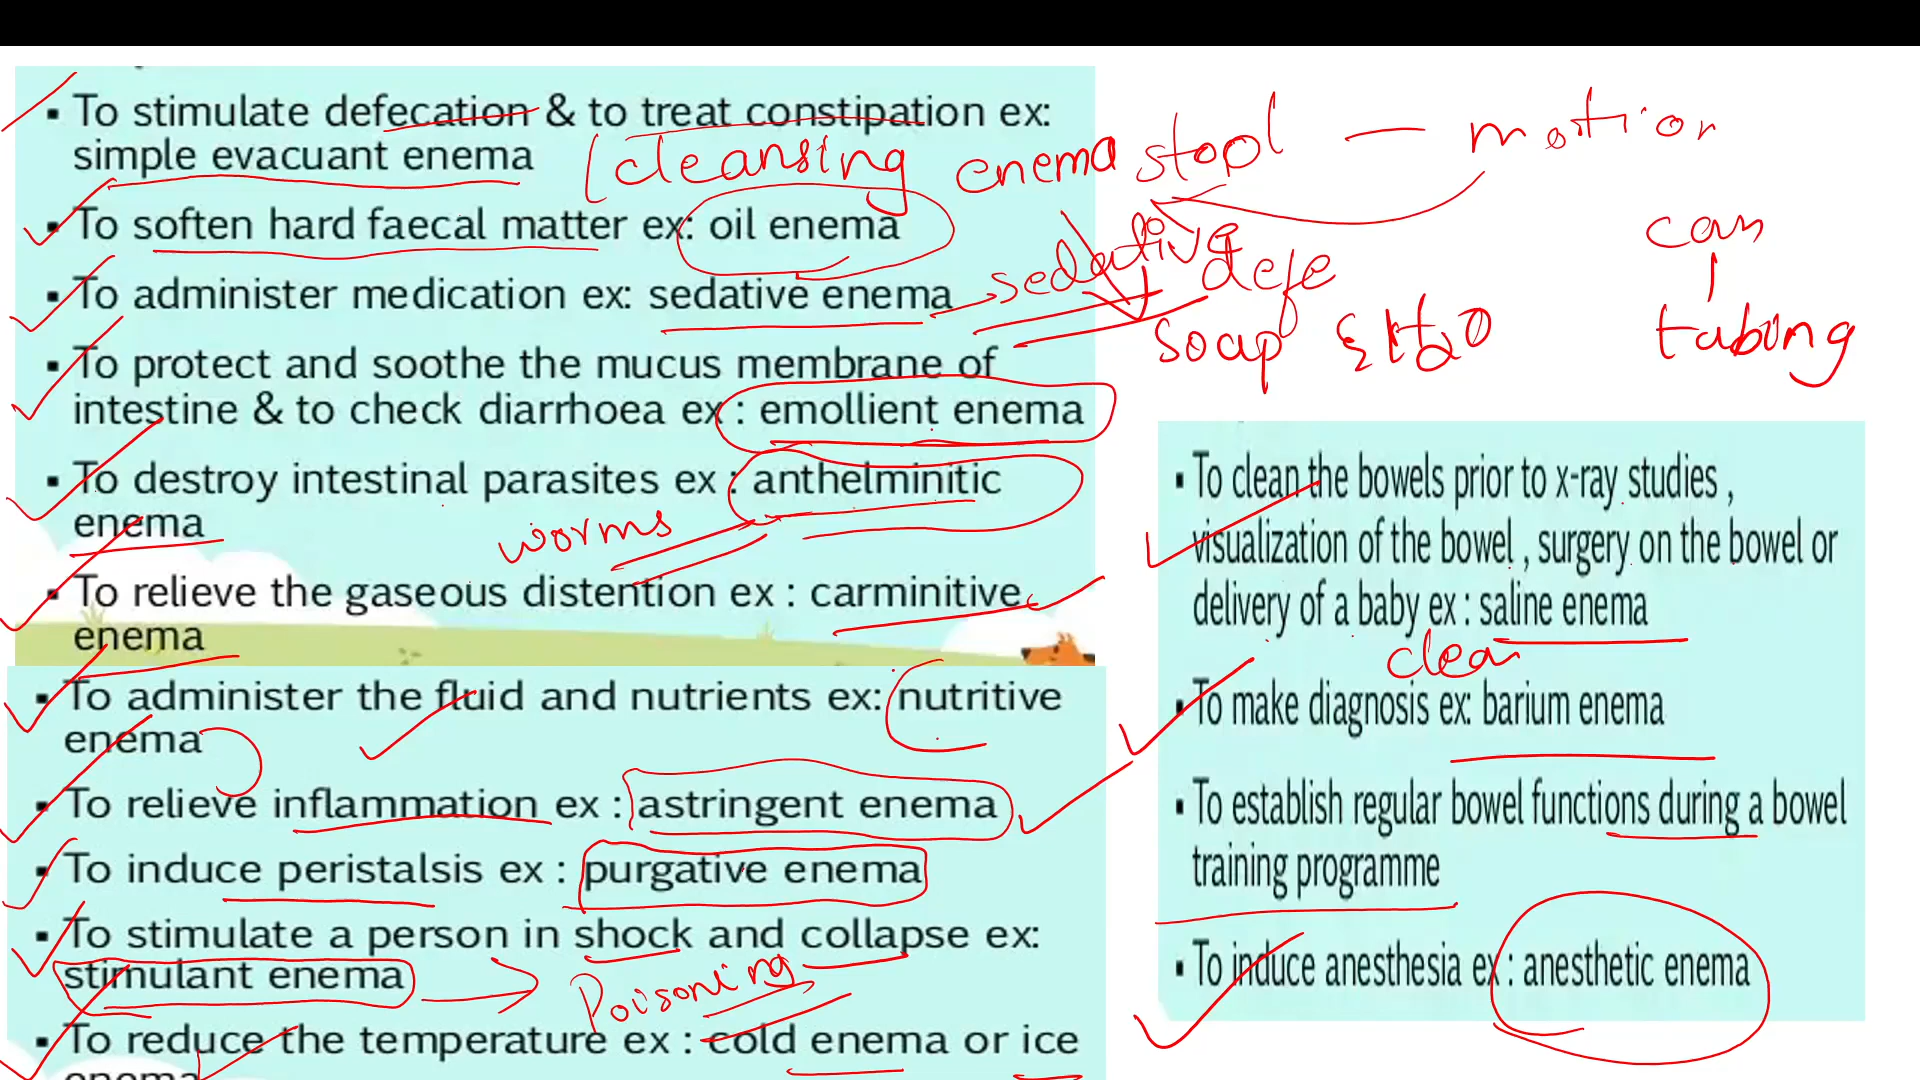 ▪ To stimulate defecation & to treat constipation ex:
simple evacuant enema (cleansing enema
▪ To soften hard faecal matter ex: oil enema
▪ To administer medication ex: sedative enema
sedative
▪ To protect and soothe the mucus membrane of
intestine & to check diarrhoea ex : emollient enema
▪ To destroy intestinal parasites ex : anthelminitic
enema
worms
▪ To relieve the gaseous distention ex : carminitive
enema
▪ To administer the fluid and nutrients ex: nutritive
enema
▪ To relieve inflammation ex : astringent enema
▪ To induce peristalsis ex : purgative enema
▪ To stimulate a person in shock and collapse ex:
stimulant enema
Poisoning
▪ To reduce the temperature ex : cold enema or ice
enema
stool — motion
defe
soap & H2O
can
tubing
▪ To clean the bowels prior to x-ray studies ,
visualization of the bowel , surgery on the bowel or
delivery of a baby ex : saline enema
clean
▪ To make diagnosis ex: barium enema
▪ To establish regular bowel functions during a bowel
training programme
▪ To induce anesthesia ex : anesthetic enema